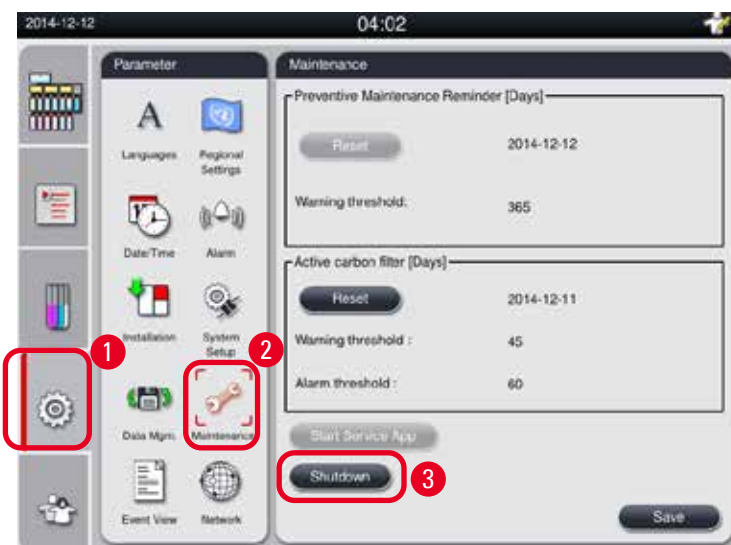 2014-12-12 04:02
Parameter
Languages
Regional Settings
Date/Time
Alarm
Installation
System Setup
Data Mgm.
Maintenance
Event View
Network
Maintenance
Preventive Maintenance Reminder [Days]
Reset 2014-12-12
Warning threshold: 365
Active carbon filter [Days]
Reset 2014-12-11
Warning threshold : 45
Alarm threshold : 60
Start Service App
Shutdown
Save
1
2
3